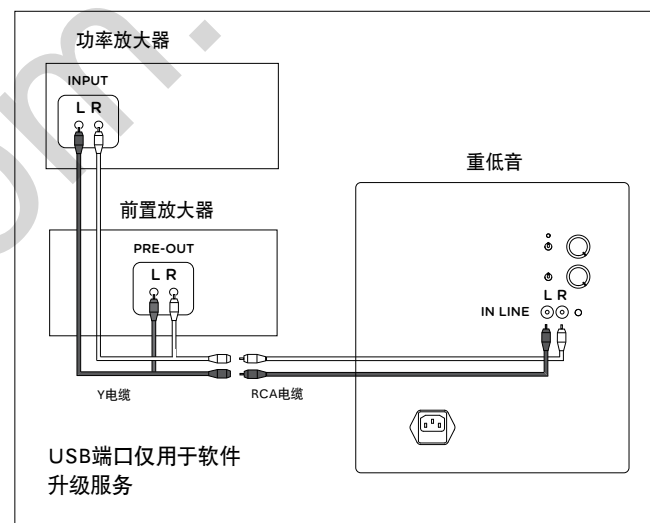 om.
功率放大器
INPUT
L R
重低音
前置放大器
PRE-OUT
L R
L R
IN LINE
Y电缆
RCA电缆
USB端口仅用于软件
升级服务